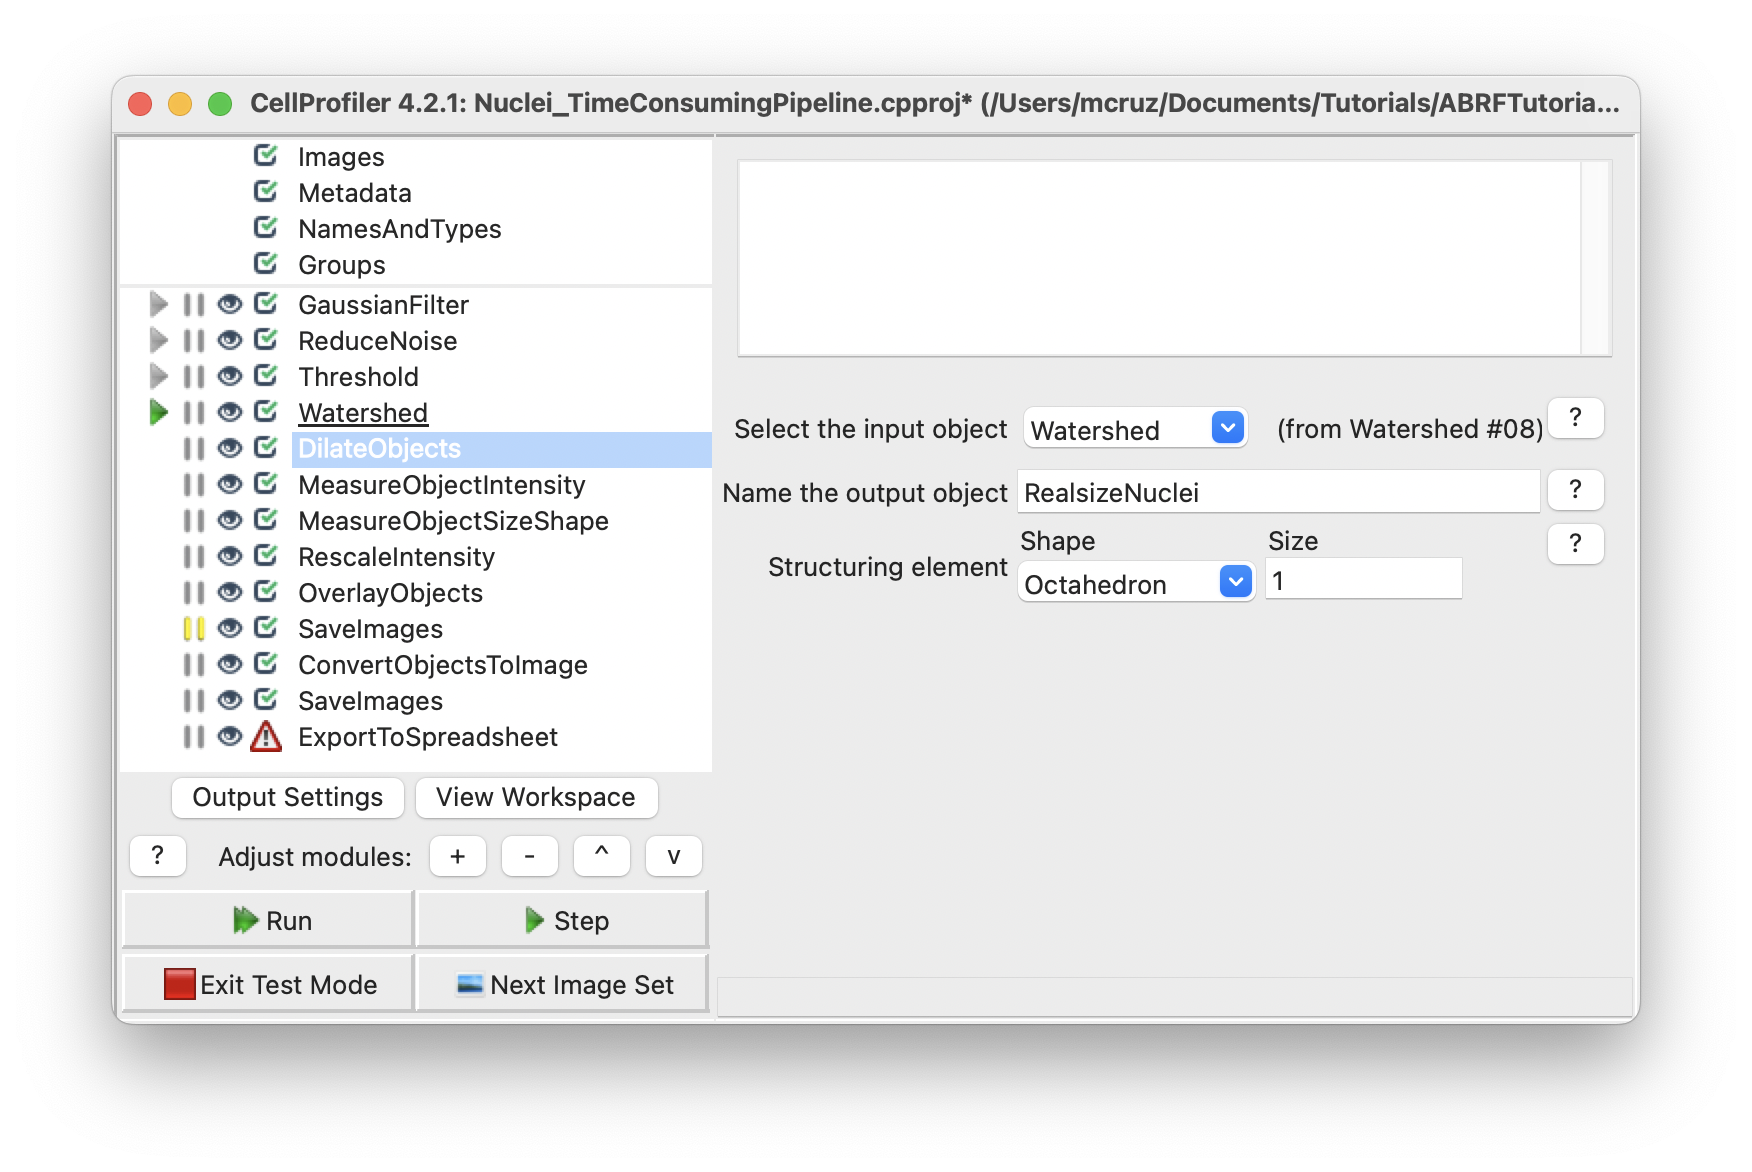 CellProfiler 4.2.1: Nuclei_TimeConsumingPipeline.cpproj* (/Users/mcruz/Documents/Tutorials/ABRFTutoria...
Images
Metadata
NamesAndTypes
Groups
GaussianFilter
ReduceNoise
Threshold
Watershed
DilateObjects
MeasureObjectIntensity
MeasureObjectSizeShape
RescaleIntensity
OverlayObjects
SaveImages
ConvertObjectsToImage
SaveImages
ExportToSpreadsheet
Output Settings View Workspace
? Adjust modules: + - ^ v
Run Step
Exit Test Mode Next Image Set
Select the input object Watershed (from Watershed #08) ?
Name the output object RealsizeNuclei ?
Shape Size ?
Structuring element Octahedron 1